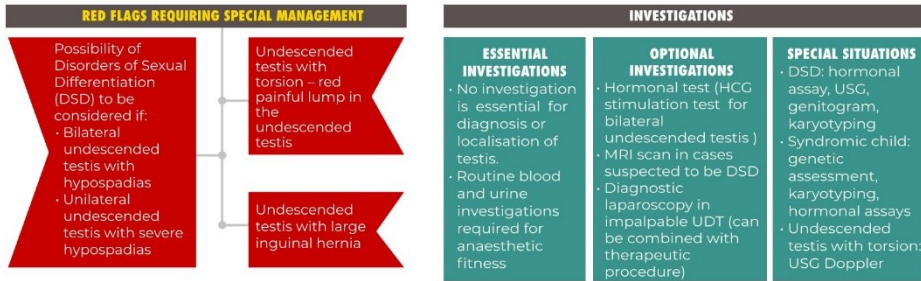 RED FLAGS REQUIRING SPECIAL MANAGEMENT
Possibility of
Disorders of Sexual
Differentiation
(DSD) to be
considered if:
• Bilateral
undescended
testis with
hypospadias
• Unilateral
undescended
testis with severe
hypospadias
Undescended
testis with
torsion – red
painful lump in
the
undescended
testis
Undescended
testis with large
inguinal hernia
INVESTIGATIONS
ESSENTIAL
INVESTIGATIONS
• No investigation
is essential for
diagnosis or
localisation of
testis.
• Routine blood
and urine
investigations
required for
anaesthetic
fitness
OPTIONAL
INVESTIGATIONS
• Hormonal test (HCG
stimulation test for
bilateral
undescended testis )
• MRI scan in cases
suspected to be DSD
• Diagnostic
laparoscopy in
impalpable UDT (can
be combined with
therapeutic
procedure)
SPECIAL SITUATIONS
• DSD: hormonal
assay, USG,
genitogram,
karyotyping
• Syndromic child:
genetic
assessment,
karyotyping,
hormonal assays
• Undescended
testis with torsion:
USG Doppler